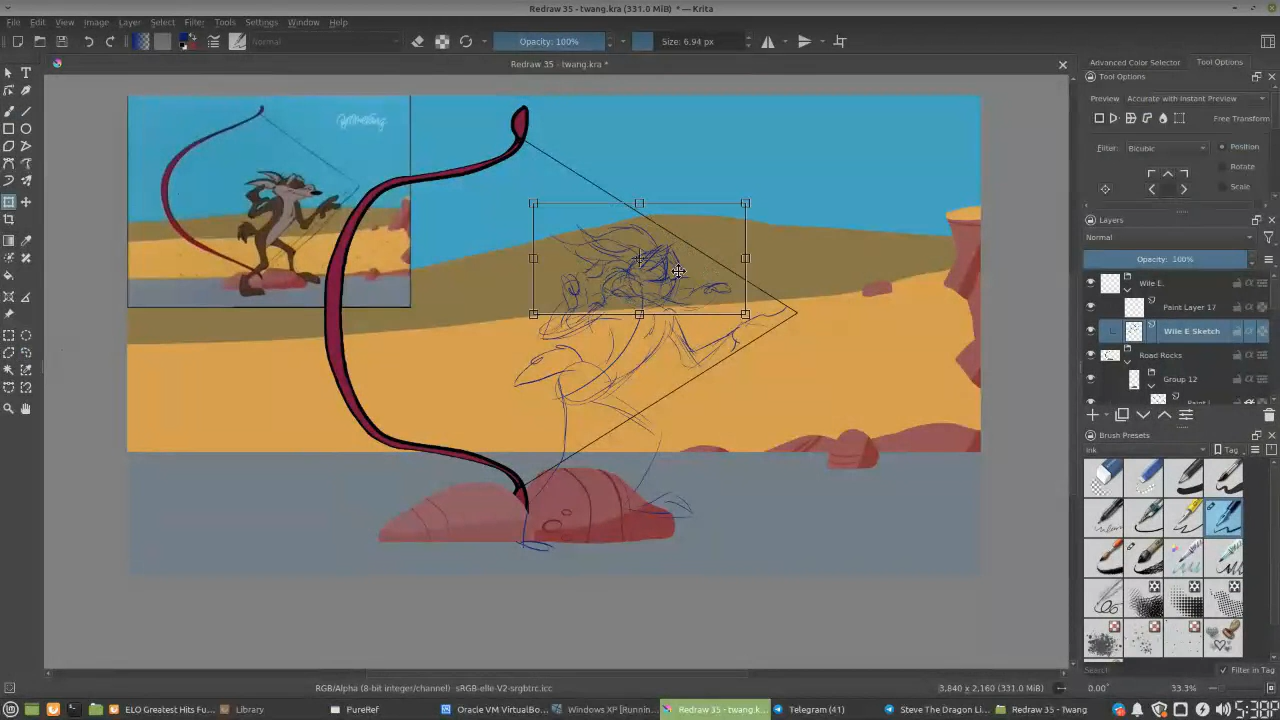 Redraw 35 - twang.kra (331.0 MiB) * — Krita
File Edit View Image Layer Select Filter Tools Settings Window Help
Normal Opacity: 100% Size: 6.94 px
Redraw 35 - twang.kra *
Advanced Color Selector Tool Options
Tool Options
Preview Accurate with Instant Preview
Free Transform
Filter: Bicubic Position
Rotate
Scale
Boomerang
Layers
Normal
Opacity: 100%
Wile E.
Paint Layer 17
Wile E Sketch
Road Rocks
Group 12
Brush Presets
Ink Tag
Search Filter in Tag
RGB/Alpha (8-bit integer/channel) sRGB-elle-V2-srgbtrc.icc 3,840 x 2,160 (331.0 MiB) 0.00° 33.3%
ELO Greatest Hits Fu... Library PureRef Oracle VM VirtualBo... Windows XP [Runnin... Redraw 35 - twang.k... Telegram (41) Steve The Dragon Li... Redraw 35 - Twang